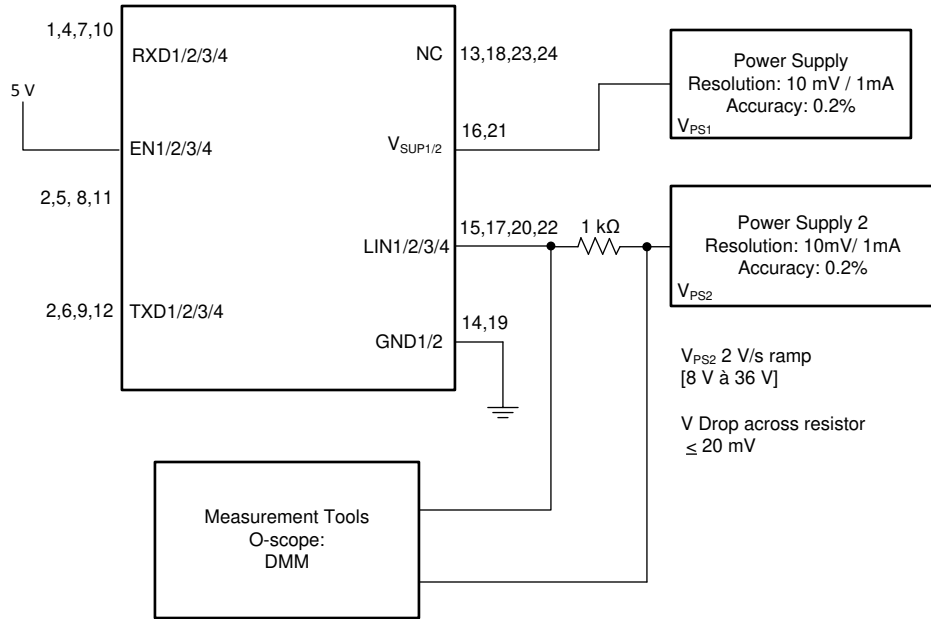 1,4,7,10
RXD1/2/3/4
5 V
EN1/2/3/4
2,5, 8,11
2,6,9,12
TXD1/2/3/4
NC
13,18,23,24
16,21
VSUP1/2
15,17,20,22
LIN1/2/3/4
14,19
GND1/2
1 kΩ
Power Supply
Resolution: 10 mV / 1mA
Accuracy: 0.2%
VPS1
Power Supply 2
Resolution: 10mV/ 1mA
Accuracy: 0.2%
VPS2
VPS2 2 V/s ramp
[8 V à 36 V]
V Drop across resistor
≤ 20 mV
Measurement Tools
O-scope:
DMM